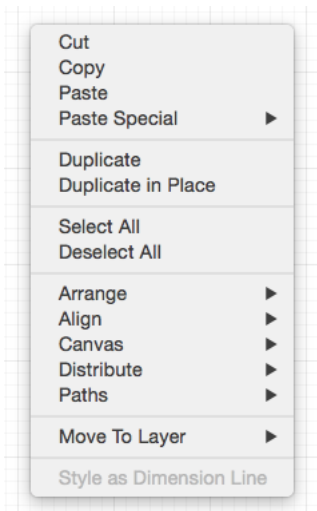 Cut
Copy
Paste
Paste Special
Duplicate
Duplicate in Place
Select All
Deselect All
Arrange
Align
Canvas
Distribute
Paths
Move To Layer
Style as Dimension Line